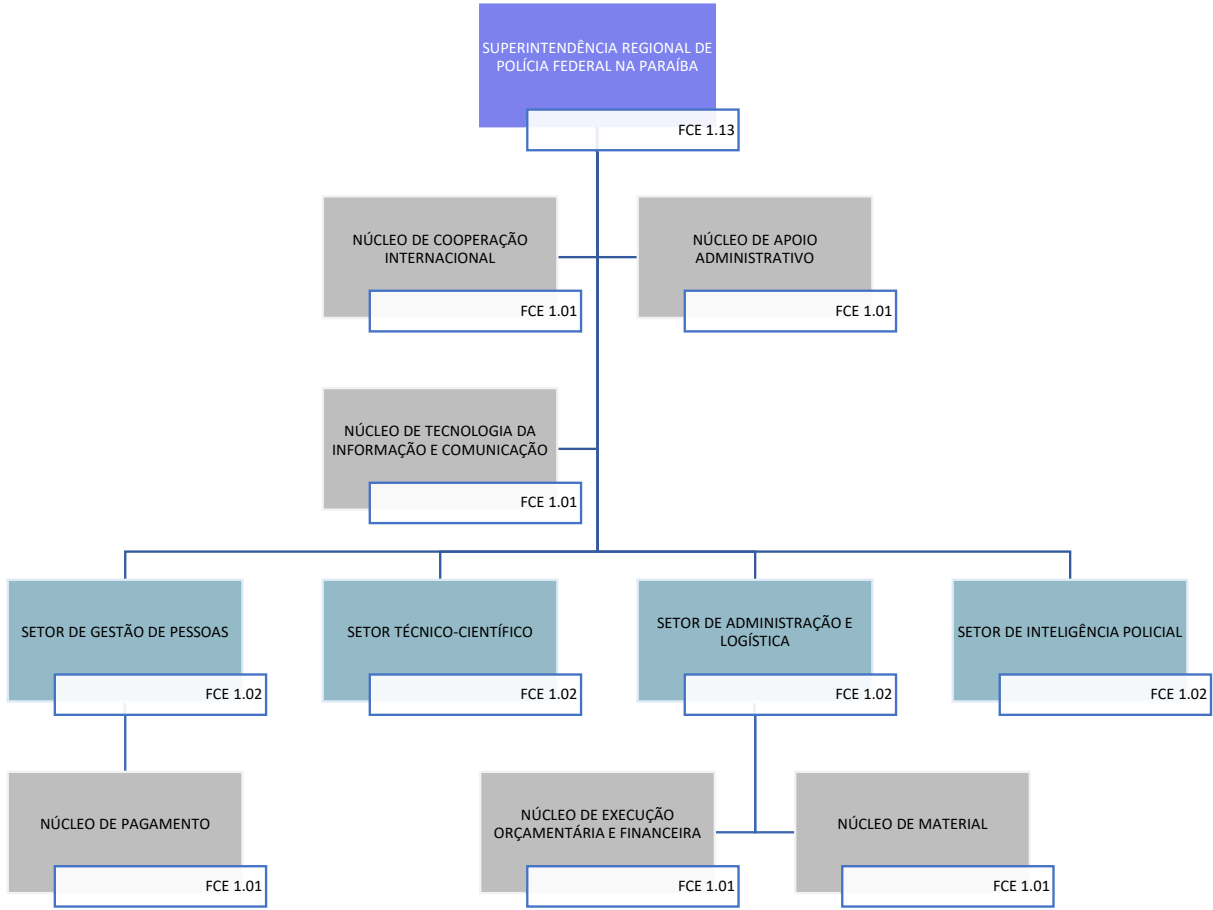 SUPERINTENDÊNCIA REGIONAL DE
POLÍCIA FEDERAL NA PARAÍBA
FCE 1.13
NÚCLEO DE COOPERAÇÃO
INTERNACIONAL
FCE 1.01
NÚCLEO DE APOIO
ADMINISTRATIVO
FCE 1.01
NÚCLEO DE TECNOLOGIA DA
INFORMAÇÃO E COMUNICAÇÃO
FCE 1.01
SETOR DE GESTÃO DE PESSOAS
FCE 1.02
SETOR TÉCNICO-CIENTÍFICO
FCE 1.02
SETOR DE ADMINISTRAÇÃO E
LOGÍSTICA
FCE 1.02
SETOR DE INTELIGÊNCIA POLICIAL
FCE 1.02
NÚCLEO DE PAGAMENTO
FCE 1.01
NÚCLEO DE EXECUÇÃO
ORÇAMENTÁRIA E FINANCEIRA
FCE 1.01
NÚCLEO DE MATERIAL
FCE 1.01